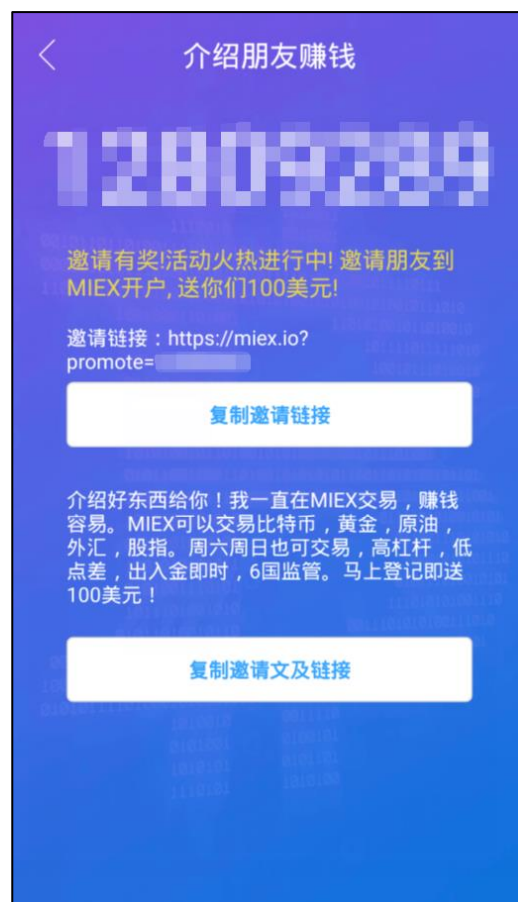 介绍朋友赚钱
邀请有奖!活动火热进行中! 邀请朋友到
MIEX开户, 送你们100美元!
邀请链接：https://miex.io?
promote=
复制邀请链接
介绍好东西给你！我一直在MIEX交易，赚钱
容易。MIEX可以交易比特币，黄金，原油，
外汇，股指。周六周日也可交易，高杠杆，低
点差，出入金即时，6国监管。马上登记即送
100美元！
复制邀请文及链接